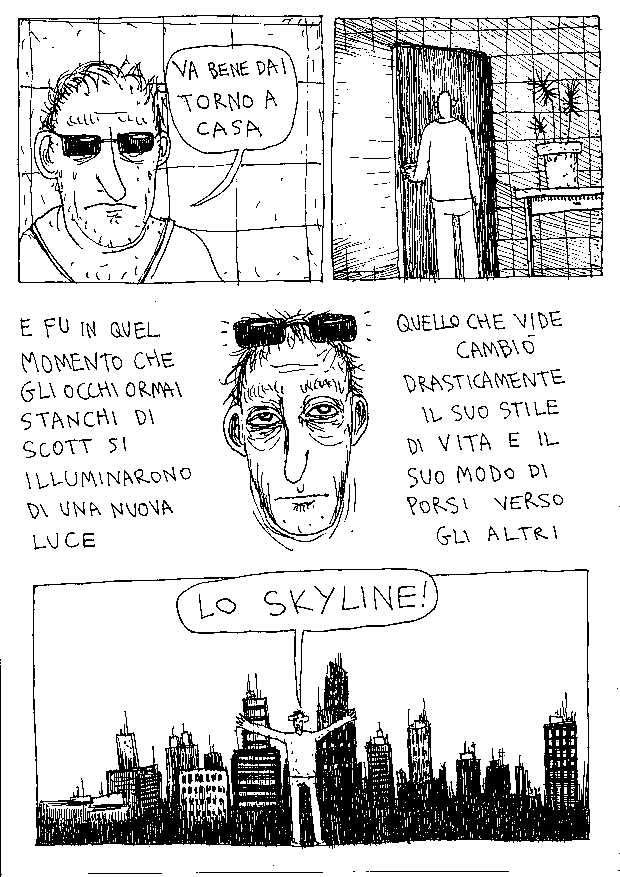 VA BENE DAI
TORNO A
CASA
E FU IN QUEL
MOMENTO CHE
GLI OCCHI ORMAI
STANCHI DI
SCOTT SI
ILLUMINARONO
DI UNA NUOVA
LUCE
QUELLO CHE VIDE
CAMBIÒ
DRASTICAMENTE
IL SUO STILE
DI VITA E IL
SUO MODO DI
PORSI VERSO
GLI ALTRI
LO SKYLINE!